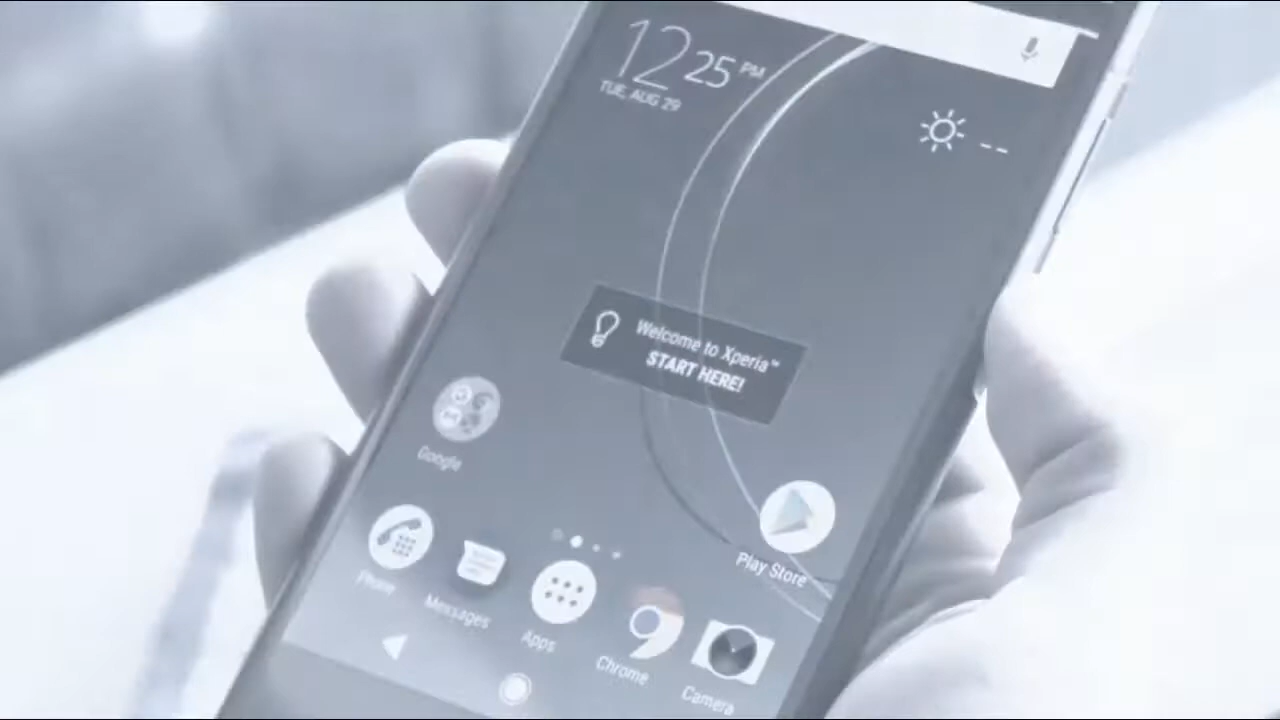 12 25 PM
TUE, AUG 29
--
Welcome to Xperia™
START HERE!
Google
Play Store
Phone
Messages
Apps
Chrome
Camera